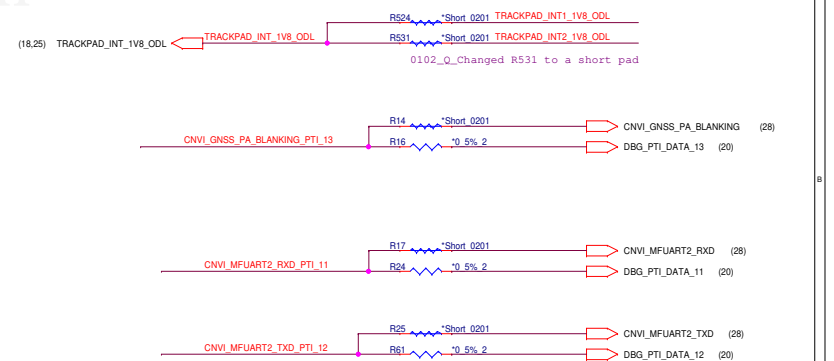 R524 *Short_0201 TRACKPAD_INT1_1V8_ODL
(18,25) TRACKPAD_INT_1V8_ODL TRACKPAD_INT_1V8_ODL R531 *Short_0201 TRACKPAD_INT2_1V8_ODL
0102_Q_Changed R531 to a short pad
R14 *Short_0201 CNVI_GNSS_PA_BLANKING (28)
CNVI_GNSS_PA_BLANKING_PTI_13 R16 *0_5%_2 DBG_PTI_DATA_13 (20)
B
R17 *Short_0201 CNVI_MFUART2_RXD (28)
CNVI_MFUART2_RXD_PTI_11 R24 *0_5%_2 DBG_PTI_DATA_11 (20)
R25 *Short_0201 CNVI_MFUART2_TXD (28)
CNVI_MFUART2_TXD_PTI_12 R61 *0_5%_2 DBG_PTI_DATA_12 (20)